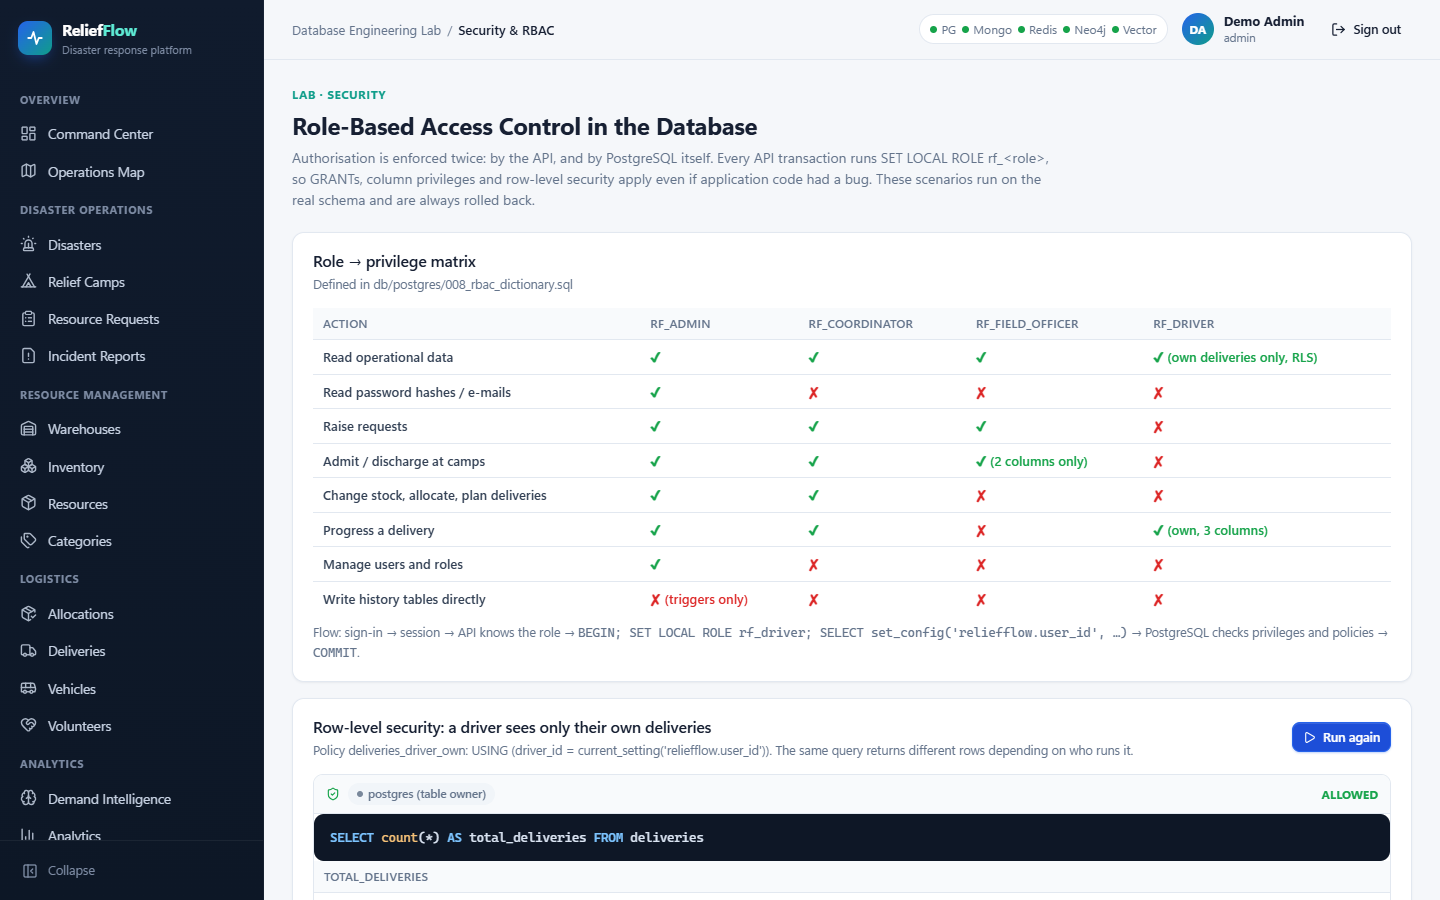 ReliefFlow
Disaster response platform
OVERVIEW
Command Center
Operations Map
DISASTER OPERATIONS
Disasters
Relief Camps
Resource Requests
Incident Reports
RESOURCE MANAGEMENT
Warehouses
Inventory
Resources
Categories
LOGISTICS
Allocations
Deliveries
Vehicles
Volunteers
ANALYTICS
Demand Intelligence
Analytics
Collapse
Database Engineering Lab / Security & RBAC
PG Mongo Redis Neo4j Vector
DA
Demo Admin
admin
Sign out
LAB · SECURITY
Role-Based Access Control in the Database
Authorisation is enforced twice: by the API, and by PostgreSQL itself. Every API transaction runs SET LOCAL ROLE rf_<role>,
so GRANTs, column privileges and row-level security apply even if application code had a bug. These scenarios run on the
real schema and are always rolled back.
Role → privilege matrix
Defined in db/postgres/008_rbac_dictionary.sql
ACTION RF_ADMIN RF_COORDINATOR RF_FIELD_OFFICER RF_DRIVER
Read operational data ✓ ✓ ✓ ✓ (own deliveries only, RLS)
Read password hashes / e-mails ✓ ✗ ✗ ✗
Raise requests ✓ ✓ ✓ ✗
Admit / discharge at camps ✓ ✓ ✓ (2 columns only) ✗
Change stock, allocate, plan deliveries ✓ ✓ ✗ ✗
Progress a delivery ✓ ✓ ✗ ✓ (own, 3 columns)
Manage users and roles ✓ ✗ ✗ ✗
Write history tables directly ✗ (triggers only) ✗ ✗ ✗
Flow: sign-in → session → API knows the role → BEGIN; SET LOCAL ROLE rf_driver; SELECT set_config('reliefflow.user_id', …) → PostgreSQL checks privileges and policies →
COMMIT.
Row-level security: a driver sees only their own deliveries
Policy deliveries_driver_own: USING (driver_id = current_setting('reliefflow.user_id')). The same query returns different rows depending on who runs it.
Run again
postgres (table owner)
ALLOWED
SELECT count(*) AS total_deliveries FROM deliveries
TOTAL_DELIVERIES